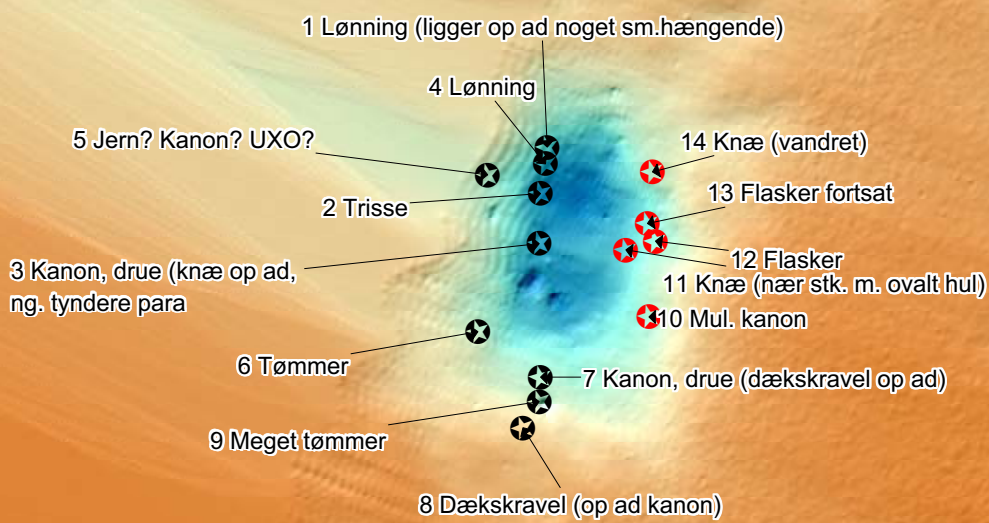 1 Lønning (ligger op ad noget sm.hængende)
4 Lønning
5 Jern? Kanon? UXO?
14 Knæ (vandret)
13 Flasker fortsat
2 Trisse
12 Flasker
3 Kanon, drue (knæ op ad,
ng. tyndere para
11 Knæ (nær stk. m. ovalt hul)
10 Mul. kanon
6 Tømmer
7 Kanon, drue (dækskravel op ad)
9 Meget tømmer
8 Dækskravel (op ad kanon)